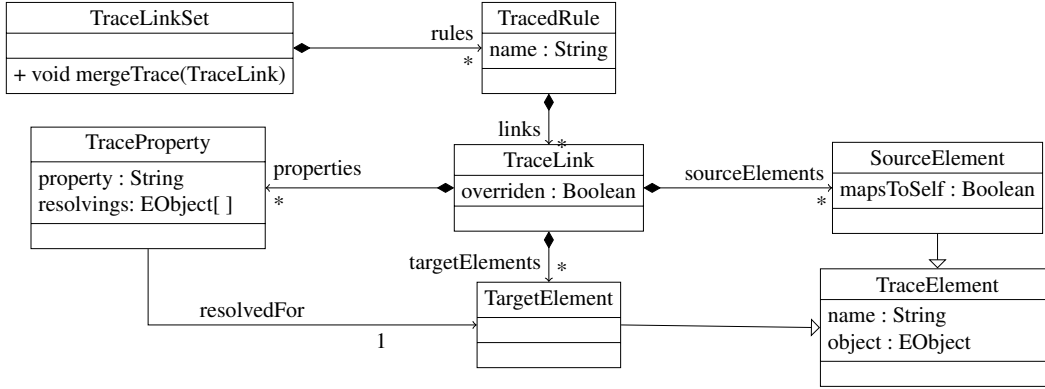 TraceLinkSet
+ void mergeTrace(TraceLink)
rules
*
TracedRule
name : String
links
*
TraceProperty
property : String
resolvings: EObject[ ]
properties
*
TraceLink
overriden : Boolean
sourceElements
*
SourceElement
mapsToSelf : Boolean
targetElements
*
resolvedFor
1
TargetElement
TraceElement
name : String
object : EObject